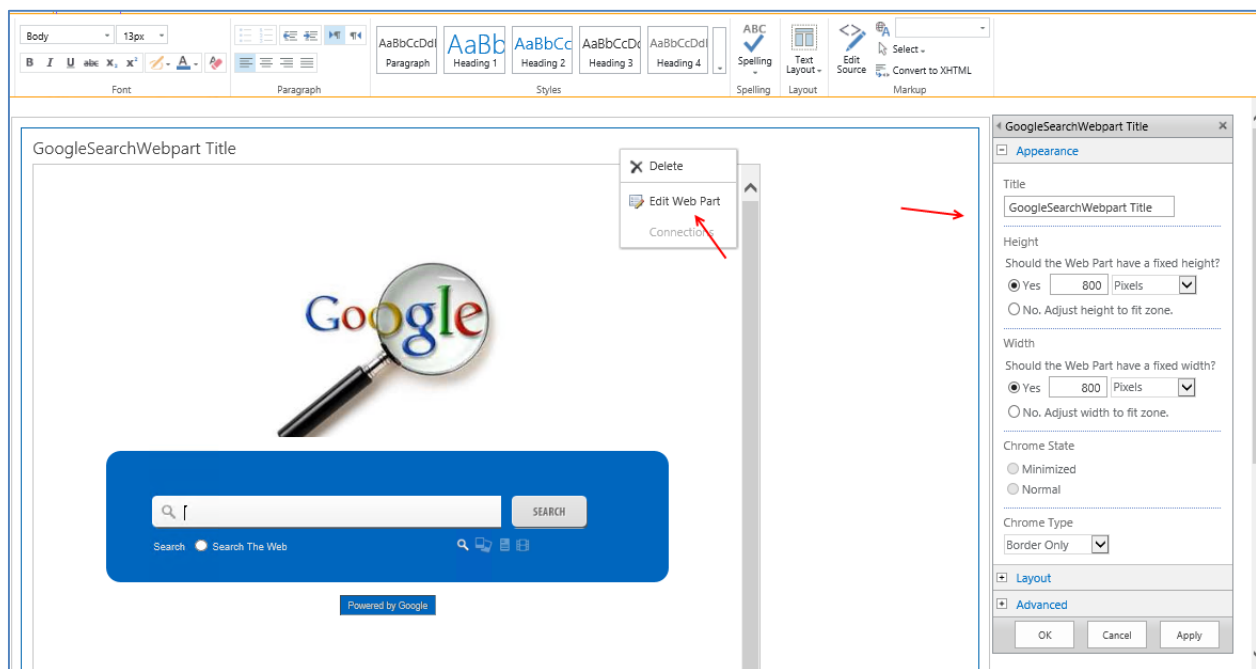 Body 13px
B I U abc X₂ X² A
Font
Paragraph
AaBbCcDdI AaBb AaBbCc AaBbCcDc AaBbCcDdI
Paragraph Heading 1 Heading 2 Heading 3 Heading 4
Styles
ABC
Spelling
Spelling
Text
Layout
Layout
Edit
Source
Select
Convert to XHTML
Markup
GoogleSearchWebpart Title
Delete
Edit Web Part
Connections
Google
SEARCH
Search Search The Web
Powered by Google
GoogleSearchWebpart Title
Appearance
Title
GoogleSearchWebpart Title
Height
Should the Web Part have a fixed height?
Yes 800 Pixels
No. Adjust height to fit zone.
Width
Should the Web Part have a fixed width?
Yes 800 Pixels
No. Adjust width to fit zone.
Chrome State
Minimized
Normal
Chrome Type
Border Only
Layout
Advanced
OK Cancel Apply